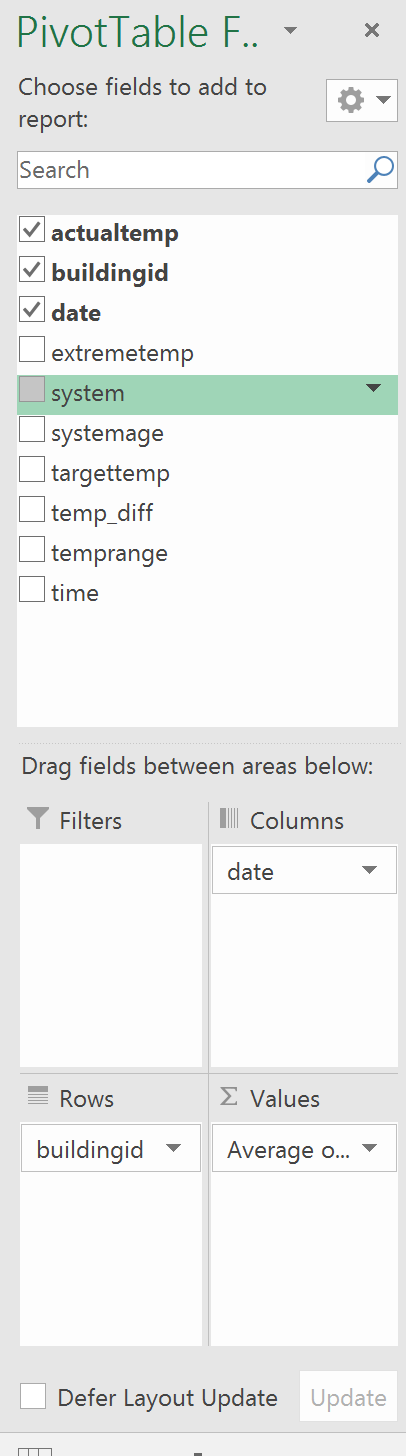 PivotTable F..
Choose fields to add to
report:
Search
actualtemp
buildingid
date
extremetemp
system
systemage
targettemp
temp_diff
temprange
time
Drag fields between areas below:
Filters
Columns
date
Rows
Σ Values
buildingid
Average o...
Defer Layout Update
Update